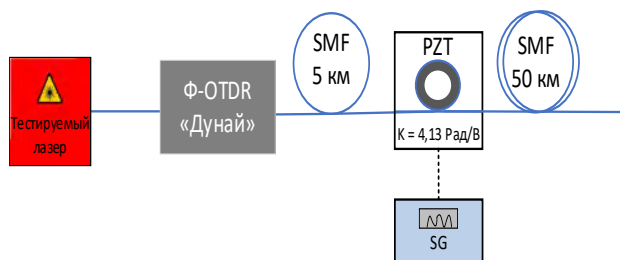 Тестируемый
лазер
Ф-OTDR
«Дунай»
SMF
5 км
PZT
K = 4,13 Рад/В
SG
SMF
50 км